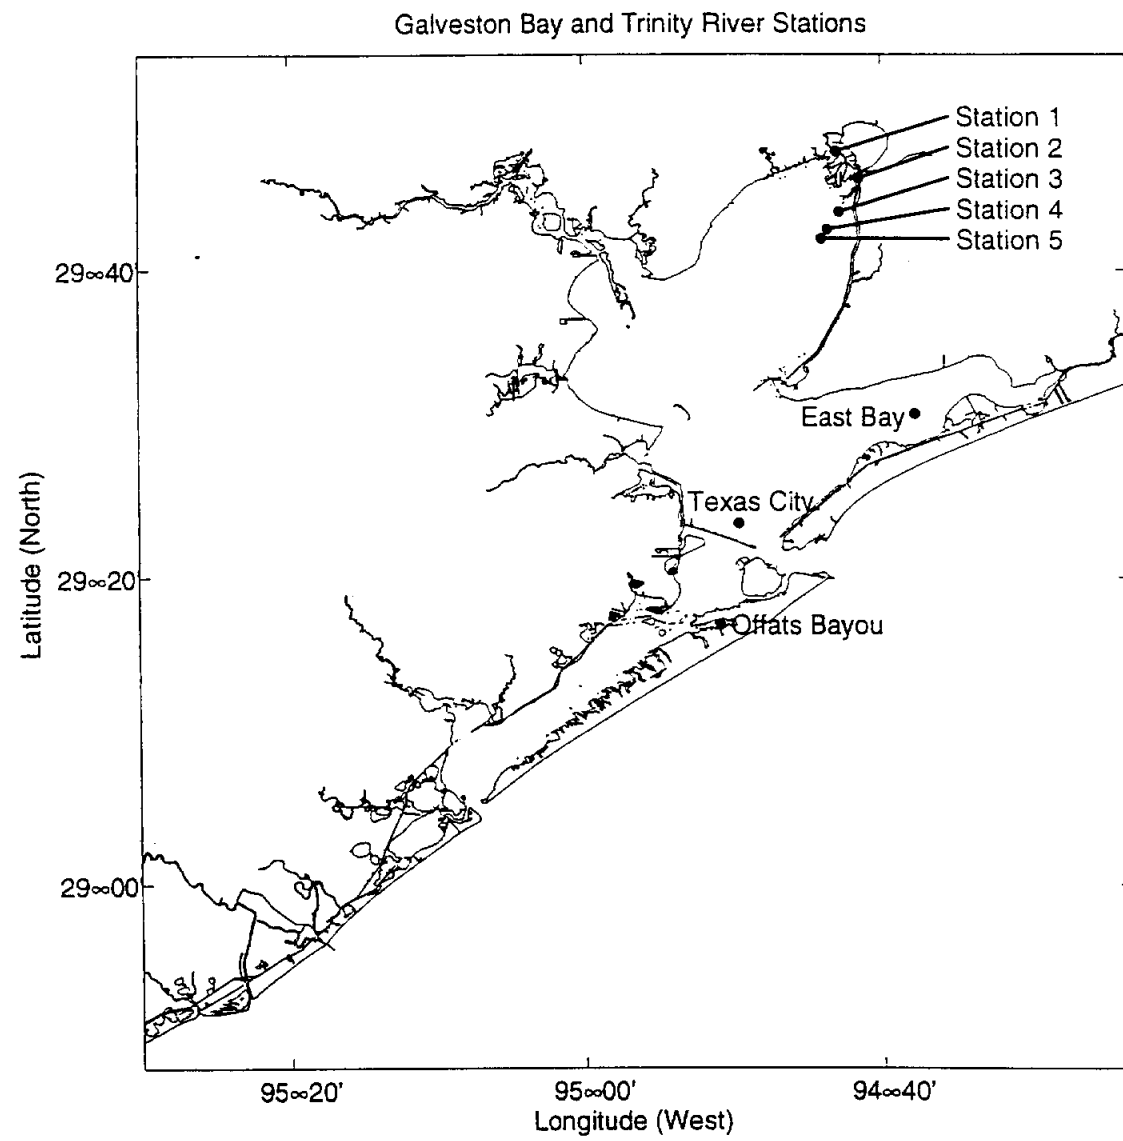 Galveston Bay and Trinity River Stations
Station 1
Station 2
Station 3
Station 4
Station 5
29∞40'
East Bay
Texas City
29∞20'
Offats Bayou
29∞00'
95∞20'
95∞00'
94∞40'
Longitude (West)
Latitude (North)